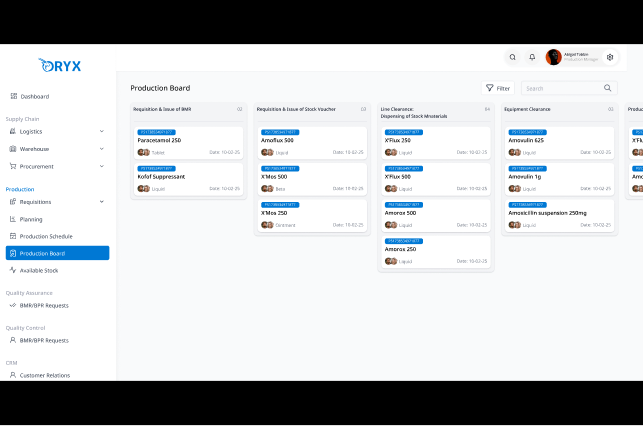 ORYX
Abigail Tobias
Production Manager
Dashboard
Supply Chain
Logistics
Warehouse
Procurement
Production
Requisitions
Planning
Production Schedule
Production Board
Available Stock
Quality Assurance
BMR/BPR Requests
Quality Control
BMR/BPR Requests
CRM
Customer Relations
Production Board
Filter
Search
Requisition & Issue of BMR
02
Paracetamol 250
Tablet
Date: 10-02-25
Kofof Suppressant
Liquid
Date: 10-02-25
Requisition & Issue of Stock Voucher
03
Amoflux 500
Liquid
Date: 10-02-25
X'Mos 500
Beta
Date: 10-02-25
X'Mos 250
Ointment
Date: 10-02-25
Line Clearance:
Dispensing of Stock Minaterials
04
X'Flux 250
Liquid
Date: 10-02-25
X'Flux 500
Liquid
Date: 10-02-25
Amorox 500
Liquid
Date: 10-02-25
Amorox 250
Liquid
Date: 10-02-25
Equipment Clearance
03
Amovulin 625
Liquid
Date: 10-02-25
Amovulin 1g
Liquid
Date: 10-02-25
Amoxicillin suspension 250mg
Liquid
Date: 10-02-25